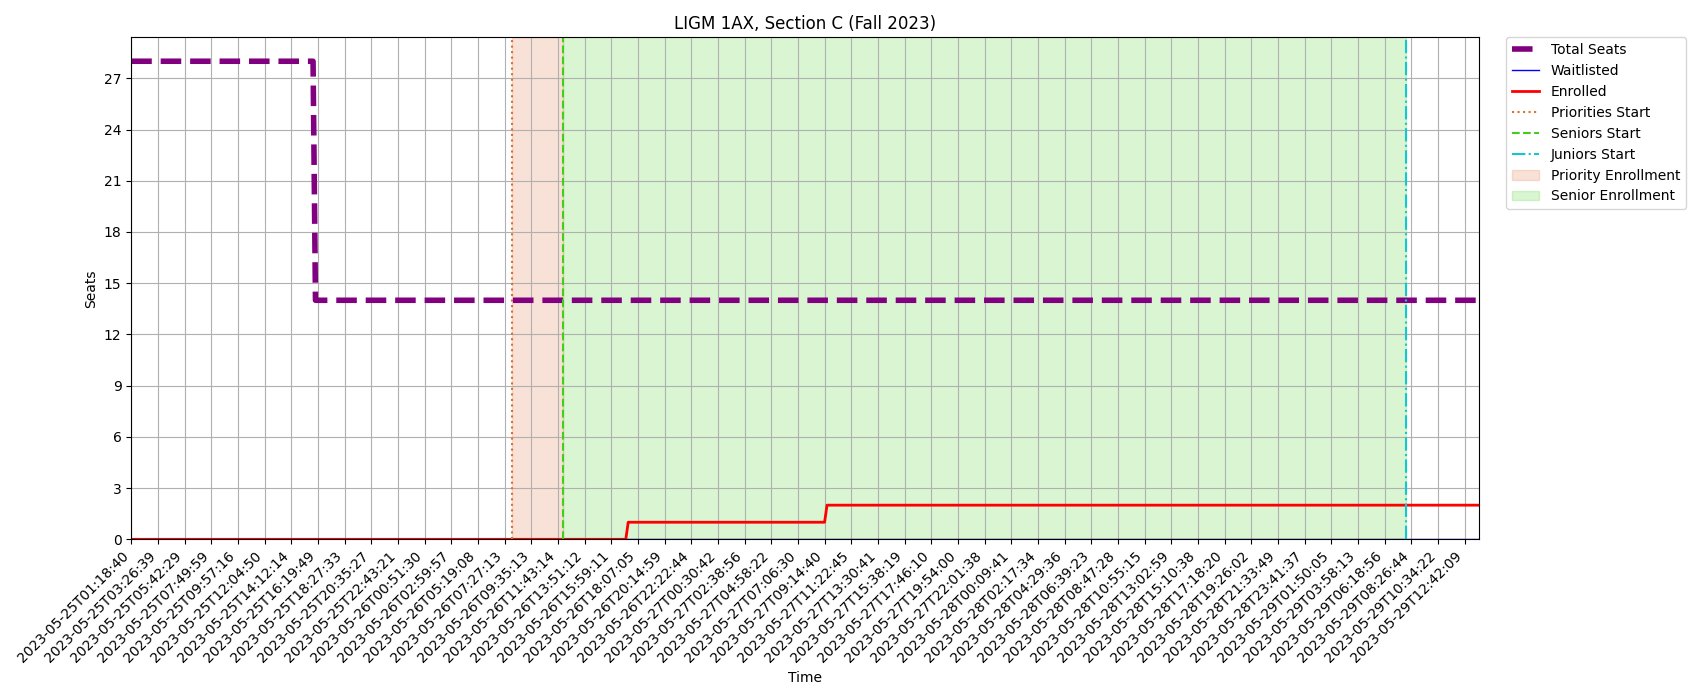 LIGM 1AX, Section C (Fall 2023)
Total Seats
Waitlisted
Enrolled
Priorities Start
Seniors Start
Juniors Start
Priority Enrollment
Senior Enrollment
Seats
27
24
21
18
15
12
9
6
3
0
2023-05-25T01:18:40
2023-05-25T03:26:39
2023-05-25T05:42:29
2023-05-25T07:49:59
2023-05-25T09:57:16
2023-05-25T12:04:50
2023-05-25T14:12:14
2023-05-25T16:19:49
2023-05-25T18:27:33
2023-05-25T20:35:27
2023-05-25T22:43:21
2023-05-26T00:51:30
2023-05-26T02:59:57
2023-05-26T05:19:08
2023-05-26T07:27:13
2023-05-26T09:35:13
2023-05-26T11:43:14
2023-05-26T13:51:12
2023-05-26T15:59:11
2023-05-26T18:07:05
2023-05-26T20:14:59
2023-05-26T22:22:44
2023-05-27T00:30:42
2023-05-27T02:38:56
2023-05-27T04:58:22
2023-05-27T07:06:30
2023-05-27T09:14:40
2023-05-27T11:22:45
2023-05-27T13:30:41
2023-05-27T15:38:19
2023-05-27T17:46:10
2023-05-27T19:54:00
2023-05-27T22:01:38
2023-05-28T00:09:41
2023-05-28T02:17:34
2023-05-28T04:29:36
2023-05-28T06:39:23
2023-05-28T08:47:28
2023-05-28T10:55:15
2023-05-28T13:02:59
2023-05-28T15:10:38
2023-05-28T17:18:20
2023-05-28T19:26:02
2023-05-28T21:33:49
2023-05-28T23:41:37
2023-05-29T01:50:05
2023-05-29T03:58:13
2023-05-29T06:18:56
2023-05-29T08:26:44
2023-05-29T10:34:22
2023-05-29T12:42:09
Time